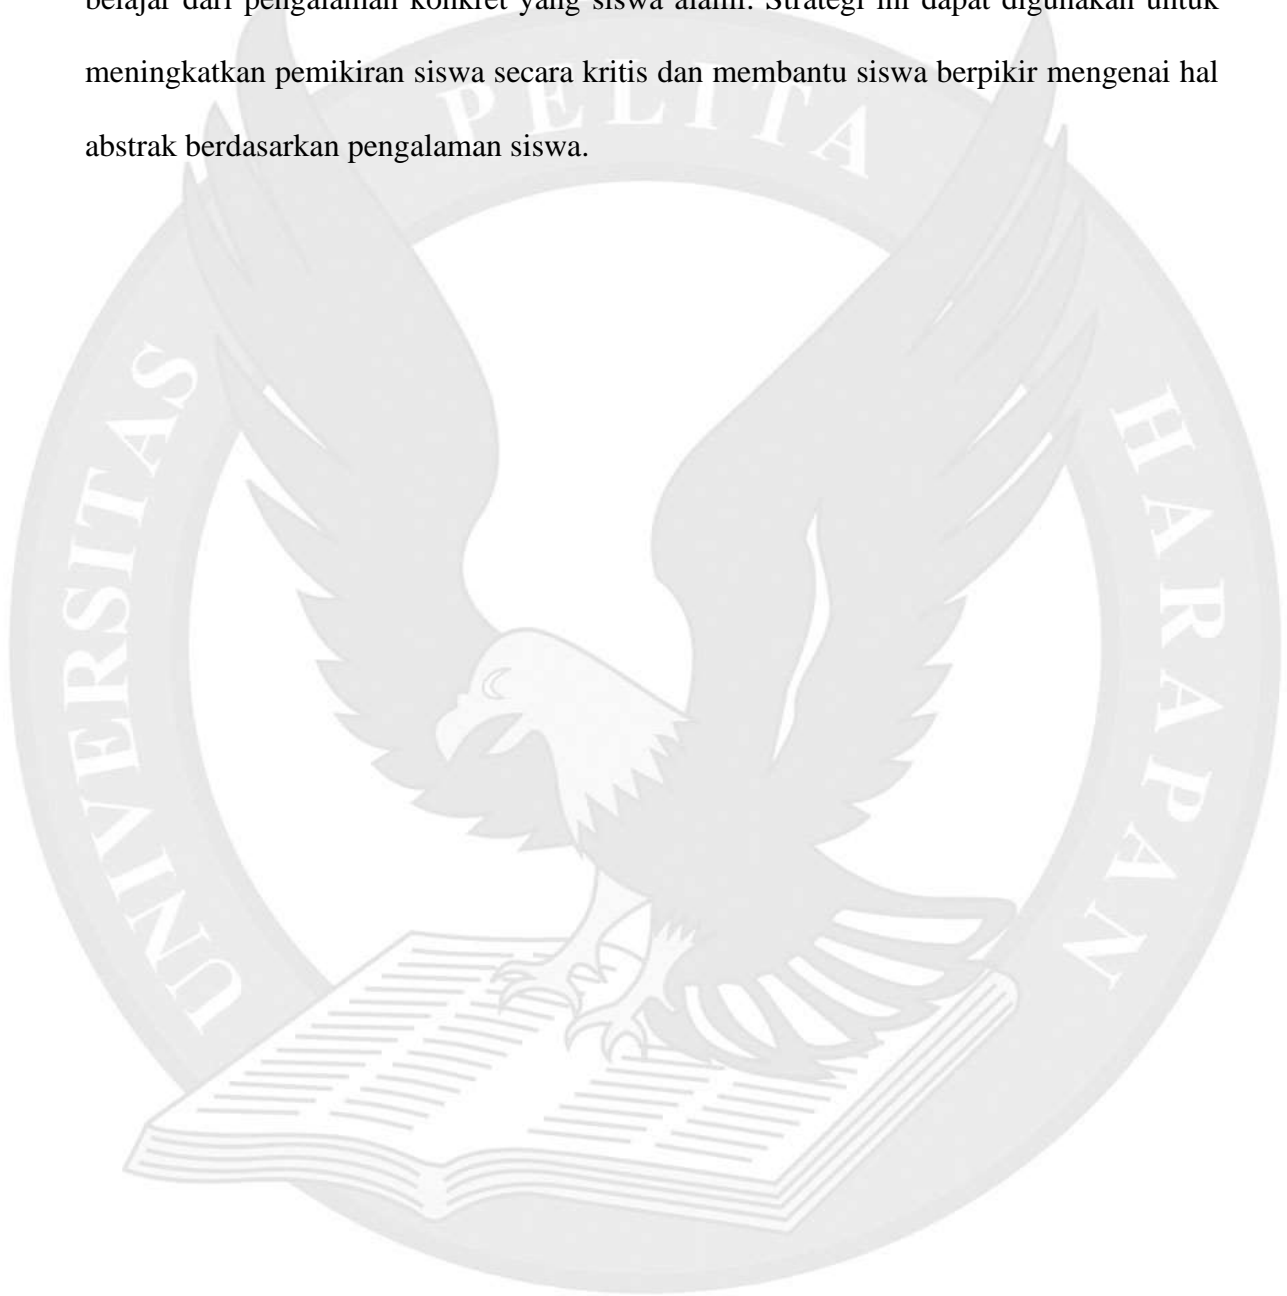 belajar dari pengalaman konkret yang siswa alami. Strategi ini dapat digunakan untuk
meningkatkan pemikiran siswa secara kritis dan membantu siswa berpikir mengenai hal
abstrak berdasarkan pengalaman siswa.
UNIVERSITAS PELITA HARAPAN